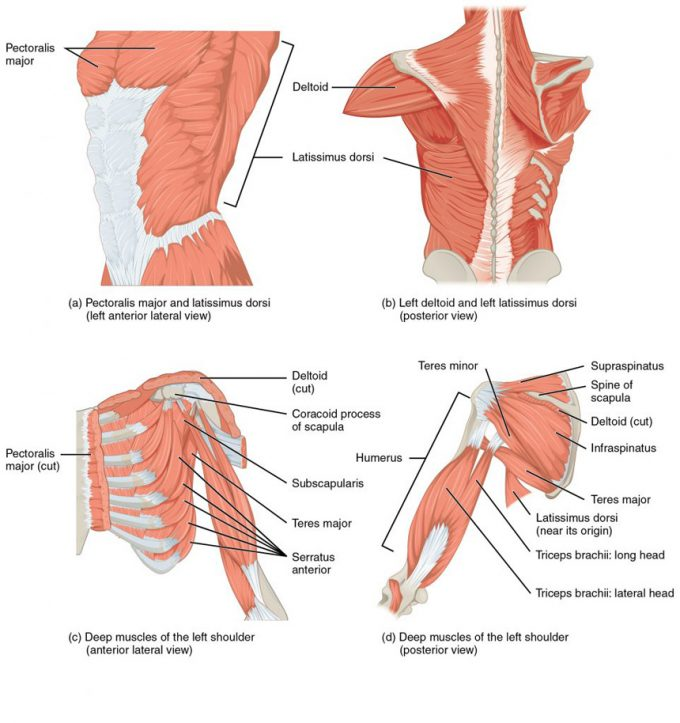 Pectoralis
major
Deltoid
Latissimus dorsi
(a) Pectoralis major and latissimus dorsi
(left anterior lateral view)
(b) Left deltoid and left latissimus dorsi
(posterior view)
Deltoid
(cut)
Coracoid process
of scapula
Pectoralis
major (cut)
Subscapularis
Teres major
Serratus
anterior
(c) Deep muscles of the left shoulder
(anterior lateral view)
Teres minor
Supraspinatus
Spine of
scapula
Deltoid (cut)
Infraspinatus
Humerus
Teres major
Latissimus dorsi
(near its origin)
Triceps brachii: long head
Triceps brachii: lateral head
(d) Deep muscles of the left shoulder
(posterior view)